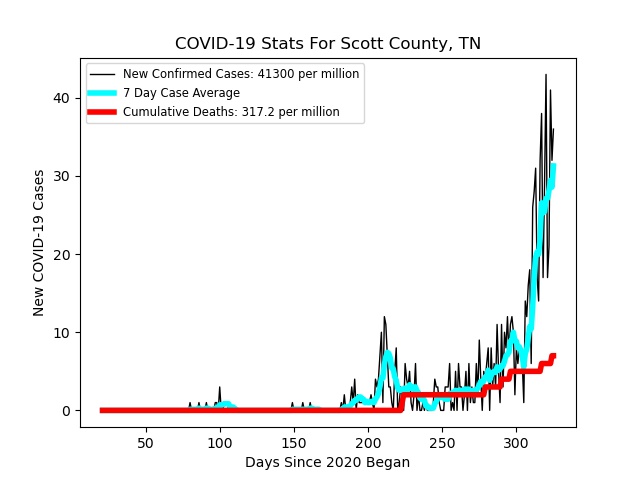 COVID-19 Stats For Scott County, TN
New Confirmed Cases: 41300 per million
7 Day Case Average
Cumulative Deaths: 317.2 per million
New COVID-19 Cases
40
30
20
10
0
50 100 150 200 250 300
Days Since 2020 Began